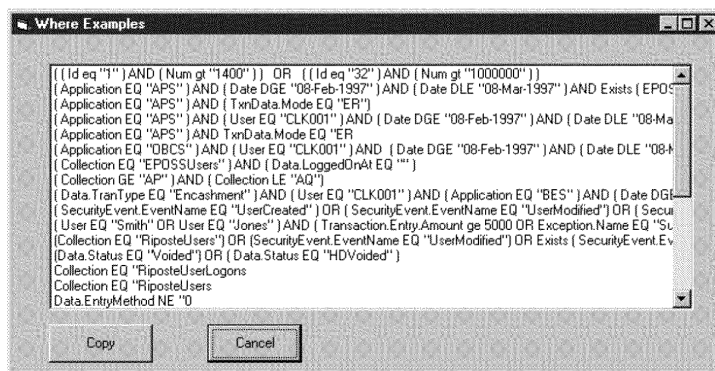 Where Examples
( ( Id eq "1" ) AND ( Num gt "1400" ) )   OR   ( ( Id eq "32" ) AND ( Num gt "1000000" ) )
( Application EQ "APS" ) AND ( Date DGE "08-Feb-1997" ) AND ( Date DLE "08-Mar-1997" ) AND Exists ( EPOS
( Application EQ "APS" ) AND ( TxnData.Mode EQ "ER")
( Application EQ "APS" ) AND ( User EQ "CLK001" ) AND ( Date DGE "08-Feb-1997" ) AND ( Date DLE "08-Ma
( Application EQ "APS" ) AND TxnData.Mode EQ "ER
( Application EQ "OBCS" ) AND ( User EQ "CLK001" ) AND  ( Date DGE "08-Feb-1997" ) AND ( Date DLE "08-M
( Collection EQ "EPOSSUsers" ) AND ( Data.LoggedOnAt EQ "" )
( Collection GE "AP" ) AND ( Collection LE "AQ")
( Data.TranType EQ "Encashment" ) AND ( User EQ "CLK001" ) AND ( Application EQ "BES" ) AND ( Date DGE
( SecurityEvent.EventName EQ "UserCreated" ) OR ( SecurityEvent.EventName EQ "UserModified") OR ( Secur
( User EQ "Smith" OR User EQ "Jones" ) AND ( Transaction.Entry.Amount ge 5000 OR Exception.Name EQ "Su
(Collection EQ "RiposteUsers") OR (SecurityEvent.EventName EQ "UserModified") OR Exists ( SecurityEvent.Ev
(Data.Status EQ "Voided") OR ( Data.Status EQ "HDVoided" )
Collection EQ "RiposteUserLogons
Collection EQ "RiposteUsers
Data.EntryMethod NE "0
Copy
Cancel